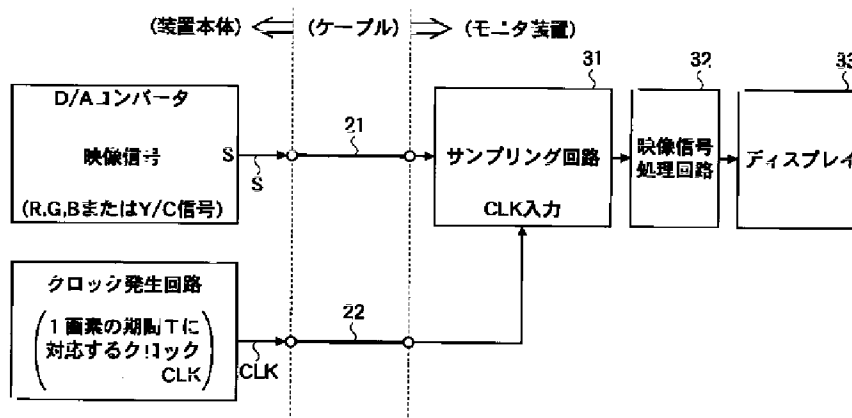 (装置本体) (ケーブル) (モニタ装置)
31
32
33
D/Aコンバータ
映像信号
S
(R,G,BまたはY/C信号)
S
21
サンプリング回路
CLK入力
映像信号
処理回路
ディスプレイ
クロック発生回路
1画素の期間Tに
対応するクロック
CLK
CLK
22